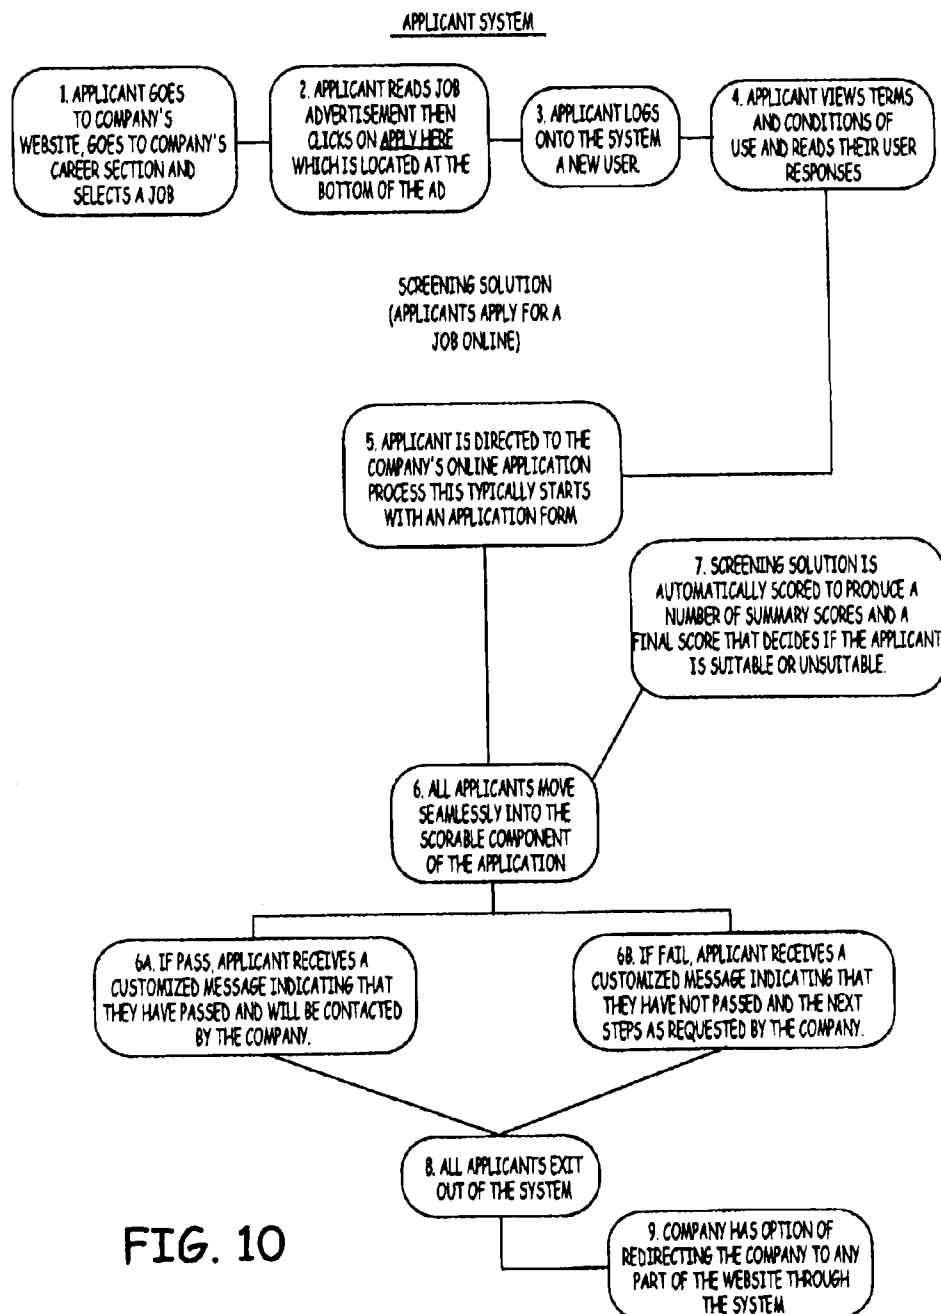 APPLICANT SYSTEM
1. APPLICANT GOES
TO COMPANY'S
WEBSITE, GOES TO COMPANY'S
CAREER SECTION AND
SELECTS A JOB
2. APPLICANT READS JOB
ADVERTISEMENT THEN
CLICKS ON APPLY HERE
WHICH IS LOCATED AT THE
BOTTOM OF THE AD
3. APPLICANT LOGS
ONTO THE SYSTEM
A NEW USER
4. APPLICANT VIEWS TERMS
AND CONDITIONS OF
USE AND READS THEIR USER
RESPONSES
SCREENING SOLUTION
(APPLICANTS APPLY FOR A
JOB ONLINE)
5. APPLICANT IS DIRECTED TO THE
COMPANY'S ONLINE APPLICATION
PROCESS THIS TYPICALLY STARTS
WITH AN APPLICATION FORM
7. SCREENING SOLUTION IS
AUTOMATICALLY SCORED TO PRODUCE A
NUMBER OF SUMMARY SCORES AND A
FINAL SCORE THAT DECIDES IF THE APPLICANT
IS SUITABLE OR UNSUITABLE.
6. ALL APPLICANTS MOVE
SEAMLESSLY INTO THE
SCORABLE COMPONENT
OF THE APPLICATION
6A. IF PASS, APPLICANT RECEIVES A
CUSTOMIZED MESSAGE INDICATING THAT
THEY HAVE PASSED AND WILL BE CONTACTED
BY THE COMPANY.
6B. IF FAIL, APPLICANT RECEIVES A
CUSTOMIZED MESSAGE INDICATING THAT
THEY HAVE NOT PASSED AND THE NEXT
STEPS AS REQUESTED BY THE COMPANY.
8. ALL APPLICANTS EXIT
OUT OF THE SYSTEM
9. COMPANY HAS OPTION OF
REDIRECTING THE COMPANY TO ANY
PART OF THE WEBSITE THROUGH
THE SYSTEM
FIG. 10